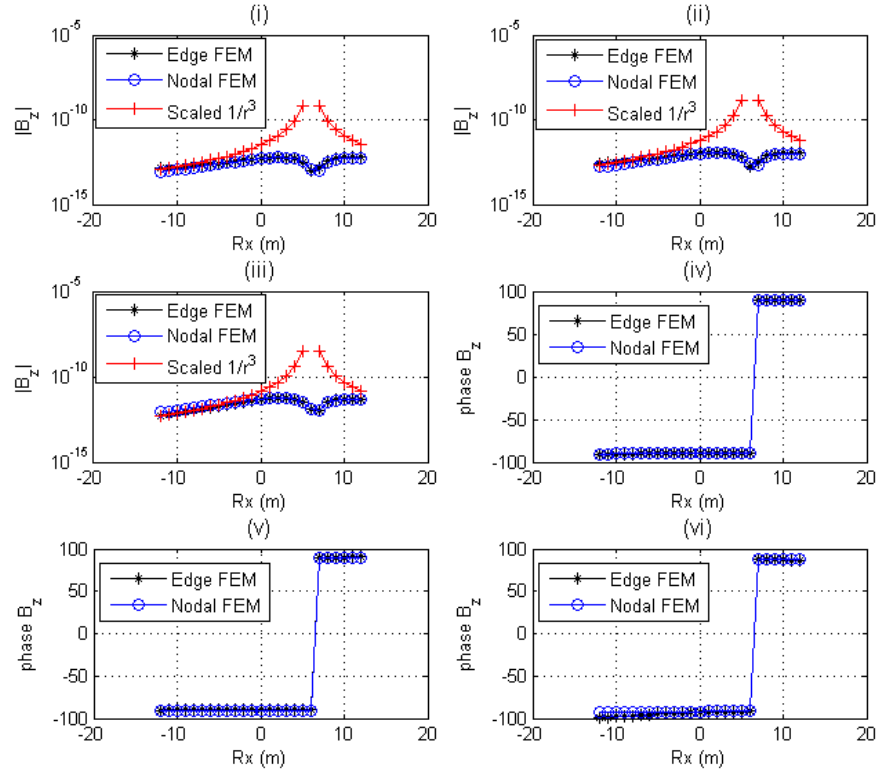 (i)
10^-5
10^-10
10^-15
|B_z|
Edge FEM
Nodal FEM
Scaled 1/r^3
-20 -10 0 10 20
Rx (m)
(ii)
10^-5
10^-10
10^-15
|B_z|
Edge FEM
Nodal FEM
Scaled 1/r^3
-20 -10 0 10 20
Rx (m)
(iii)
10^-5
10^-10
10^-15
|B_z|
Edge FEM
Nodal FEM
Scaled 1/r^3
-20 -10 0 10 20
Rx (m)
(iv)
100
50
0
-50
-100
phase B_z
Edge FEM
Nodal FEM
-20 -10 0 10 20
Rx (m)
(v)
100
50
0
-50
-100
phase B_z
Edge FEM
Nodal FEM
-20 -10 0 10 20
Rx (m)
(vi)
100
50
0
-50
-100
phase B_z
Edge FEM
Nodal FEM
-20 -10 0 10 20
Rx (m)